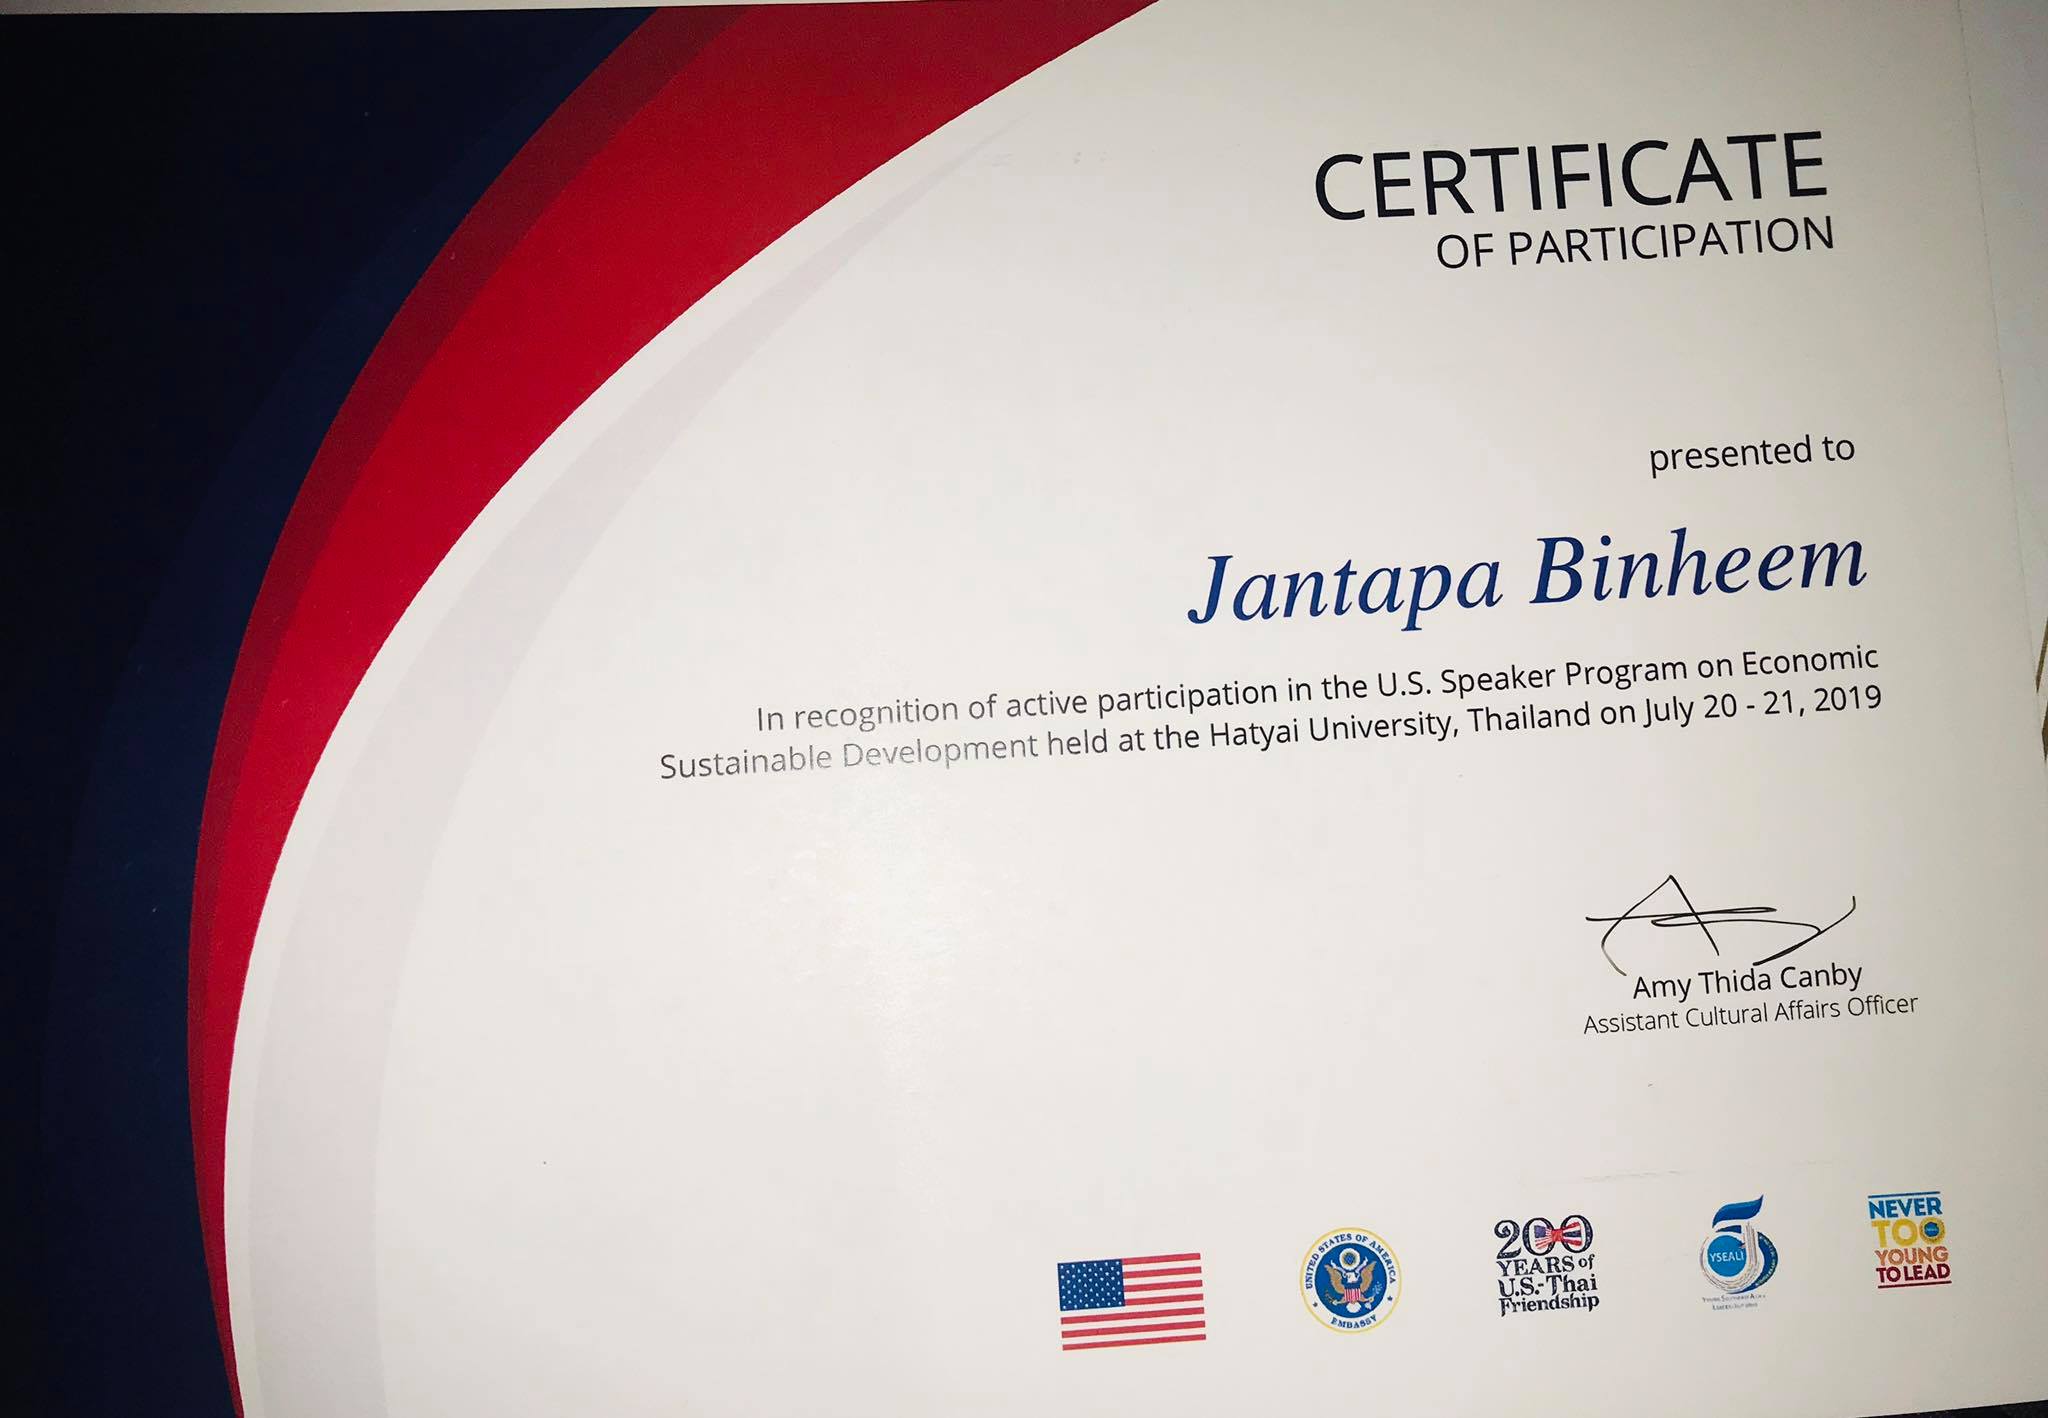 CERTIFICATE
OF PARTICIPATION
presented to
Jantapa Binheem
In recognition of active participation in the U.S. Speaker Program on Economic
Sustainable Development held at the Hatyai University, Thailand on July 20 - 21, 2019
Amy Thida Canby
Assistant Cultural Affairs Officer
UNITED STATES OF AMERICA
EMBASSY
200
YEARS of
U.S.-Thai
Friendship
5
YSEALI
NEVER
TOO
YOUNG
TO LEAD